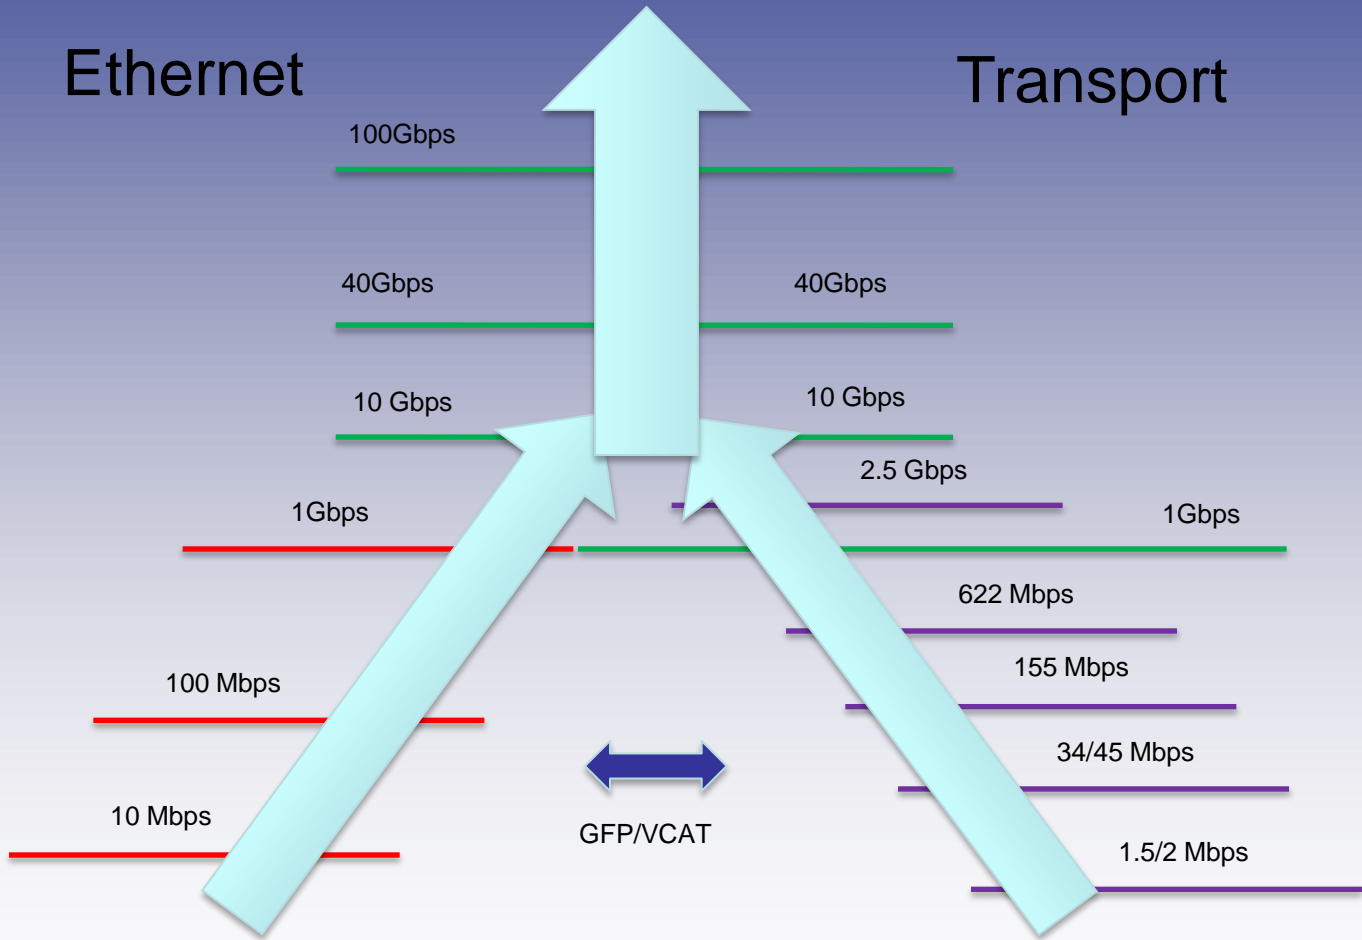 Ethernet
Transport
100Gbps
40Gbps
40Gbps
10 Gbps
10 Gbps
2.5 Gbps
1Gbps
1Gbps
622 Mbps
155 Mbps
100 Mbps
34/45 Mbps
10 Mbps
GFP/VCAT
1.5/2 Mbps